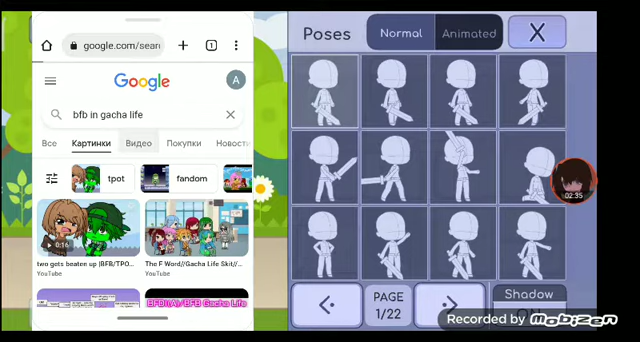 google.com/sear
1
Google
A
bfb in gacha life
Все Картинки Видео Покупки Новости
tpot
fandom
0:16
two gets beaten up |BFB/TPO...
YouTube
The F Word//Gacha Life Skit//...
YouTube
BFB!(A)/BFB Gacha Life
Poses
Normal
Animated
X
02:35
PAGE
1/22
Shadow
Recorded by MOBIZEN